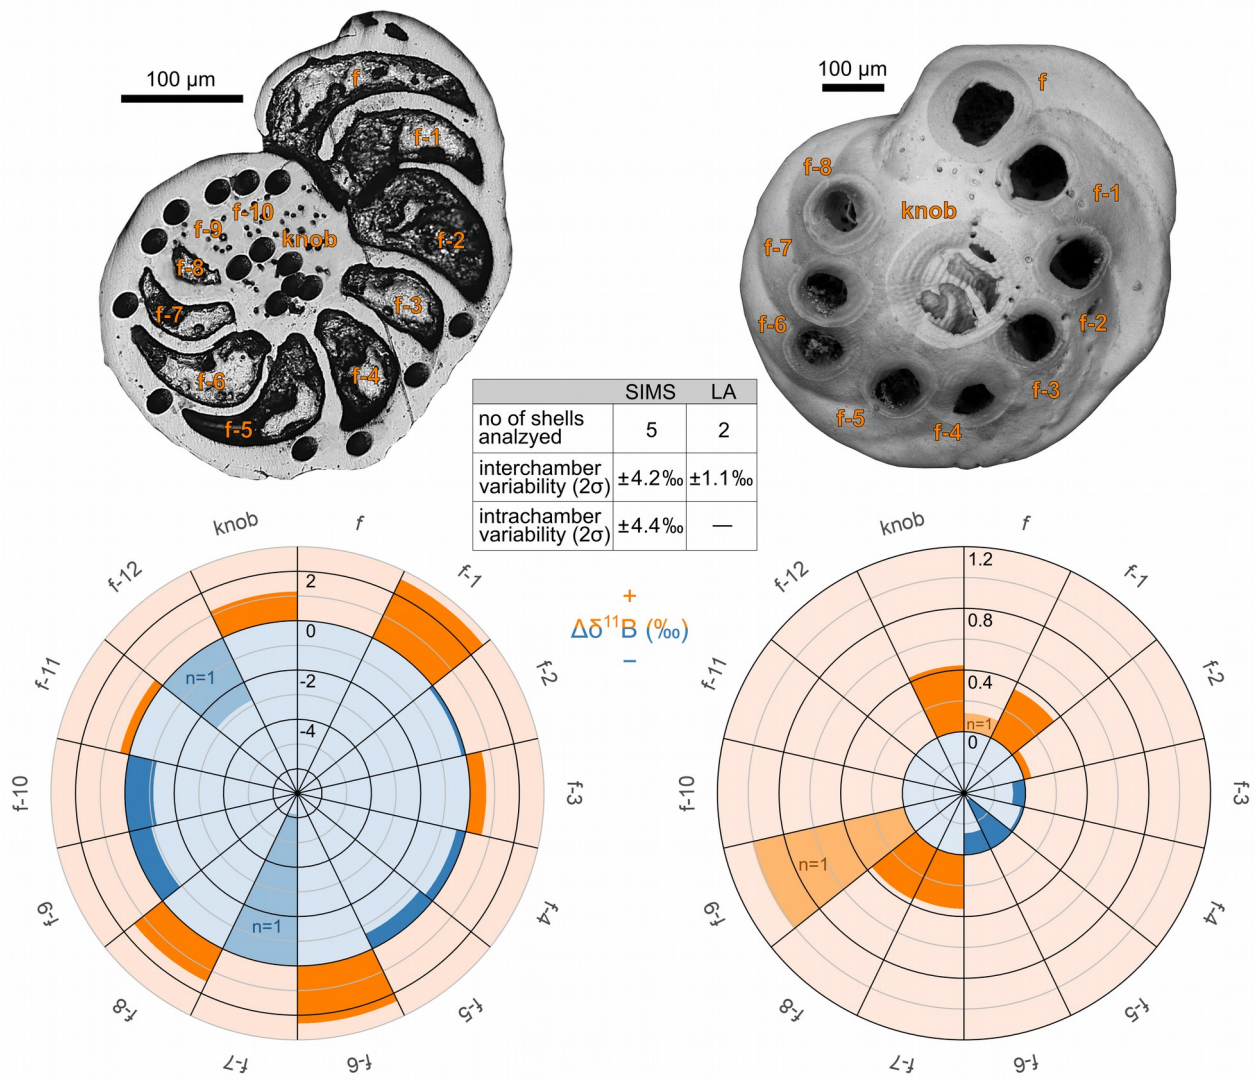 100 µm
f
f-1
f-2
f-3
f-4
f-5
f-6
f-7
f-8
f-9
f-10
knob
100 µm
f
f-1
f-2
f-3
f-4
f-5
f-6
f-7
f-8
knob
SIMS LA
no of shells
analzyed 5 2
interchamber
variability (2σ) ±4.2‰ ±1.1‰
intrachamber
variability (2σ) ±4.4‰ —
knob
f
f-1
f-2
f-3
f-4
f-5
f-6
f-7
f-8
f-9
f-10
f-11
f-12
2
0
-2
-4
n=1
n=1
+
Δδ¹¹B (‰)
−
knob
f
f-1
f-2
f-3
f-4
f-5
f-6
f-7
f-8
f-9
f-10
f-11
f-12
1.2
0.8
0.4
n=1
0
n=1